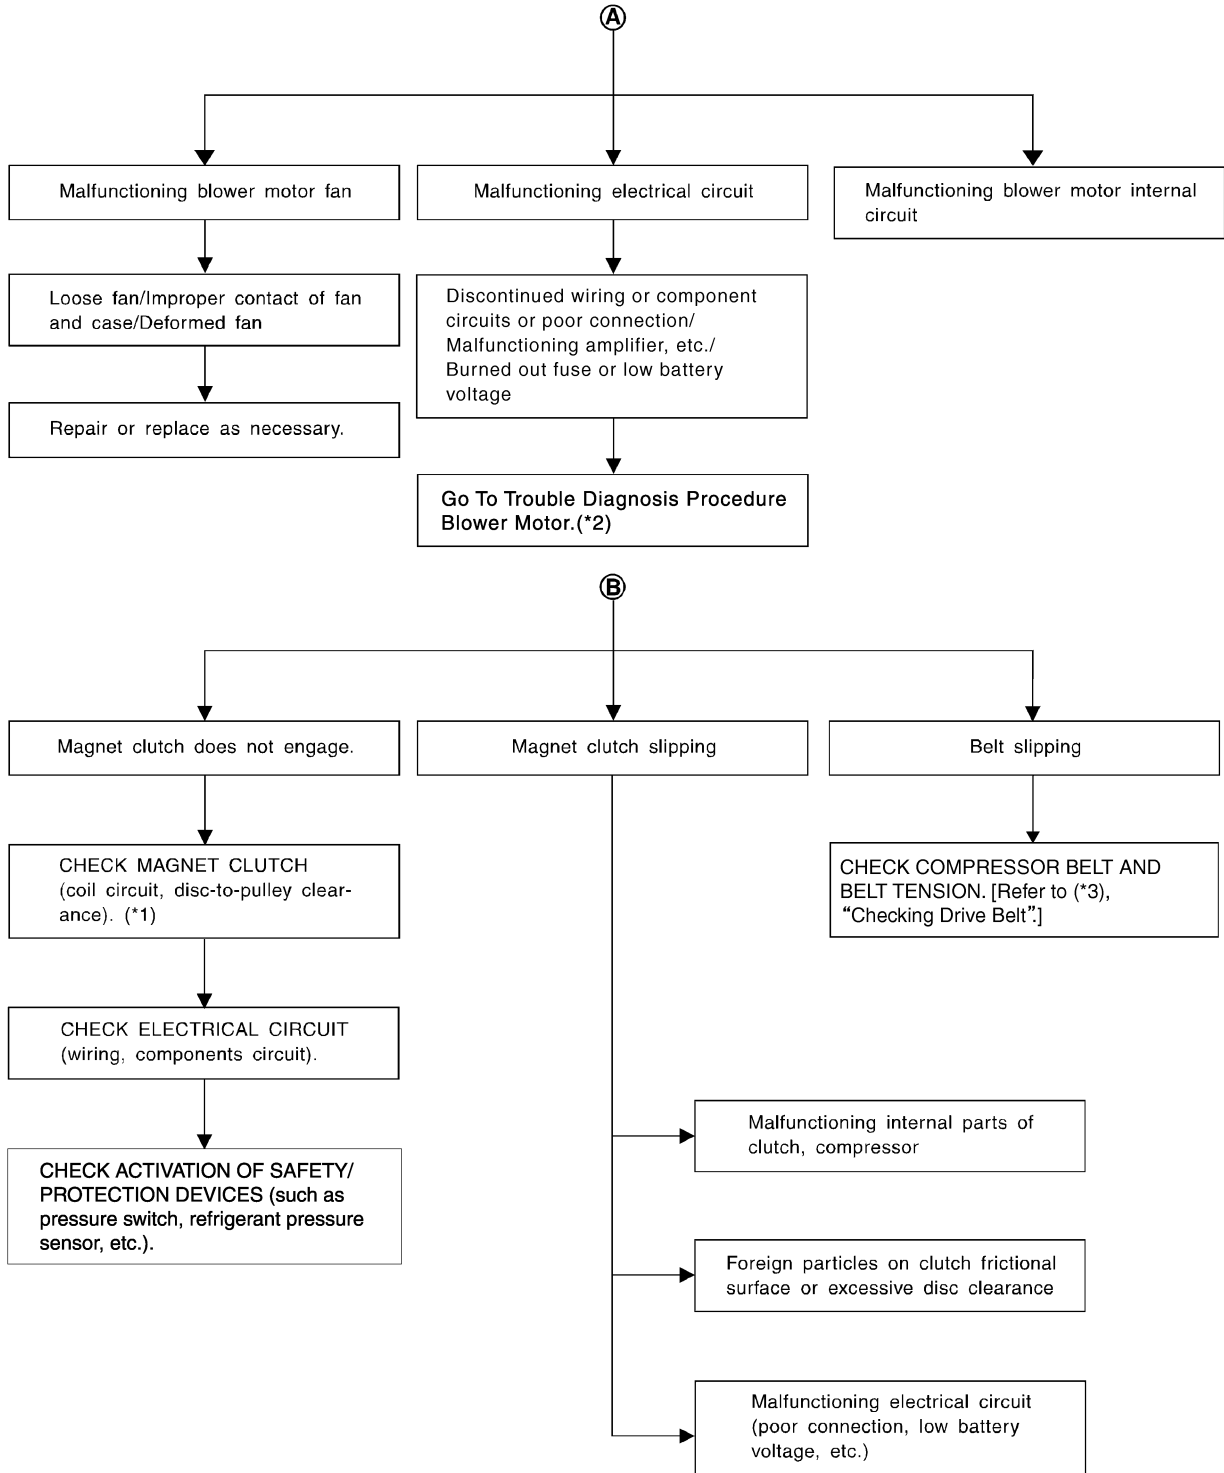 A
Malfunctioning blower motor fan
Malfunctioning electrical circuit
Malfunctioning blower motor internal
circuit
Loose fan/Improper contact of fan
and case/Deformed fan
Discontinued wiring or component
circuits or poor connection/
Malfunctioning amplifier, etc./
Burned out fuse or low battery
voltage
Repair or replace as necessary.
Go To Trouble Diagnosis Procedure
Blower Motor.(*2)
B
Magnet clutch does not engage.
Magnet clutch slipping
Belt slipping
CHECK MAGNET CLUTCH
(coil circuit, disc-to-pulley clear-
ance). (*1)
CHECK COMPRESSOR BELT AND
BELT TENSION. [Refer to (*3),
“Checking Drive Belt”.]
CHECK ELECTRICAL CIRCUIT
(wiring, components circuit).
CHECK ACTIVATION OF SAFETY/
PROTECTION DEVICES (such as
pressure switch, refrigerant pressure
sensor, etc.).
Malfunctioning internal parts of
clutch, compressor
Foreign particles on clutch frictional
surface or excessive disc clearance
Malfunctioning electrical circuit
(poor connection, low battery
voltage, etc.)